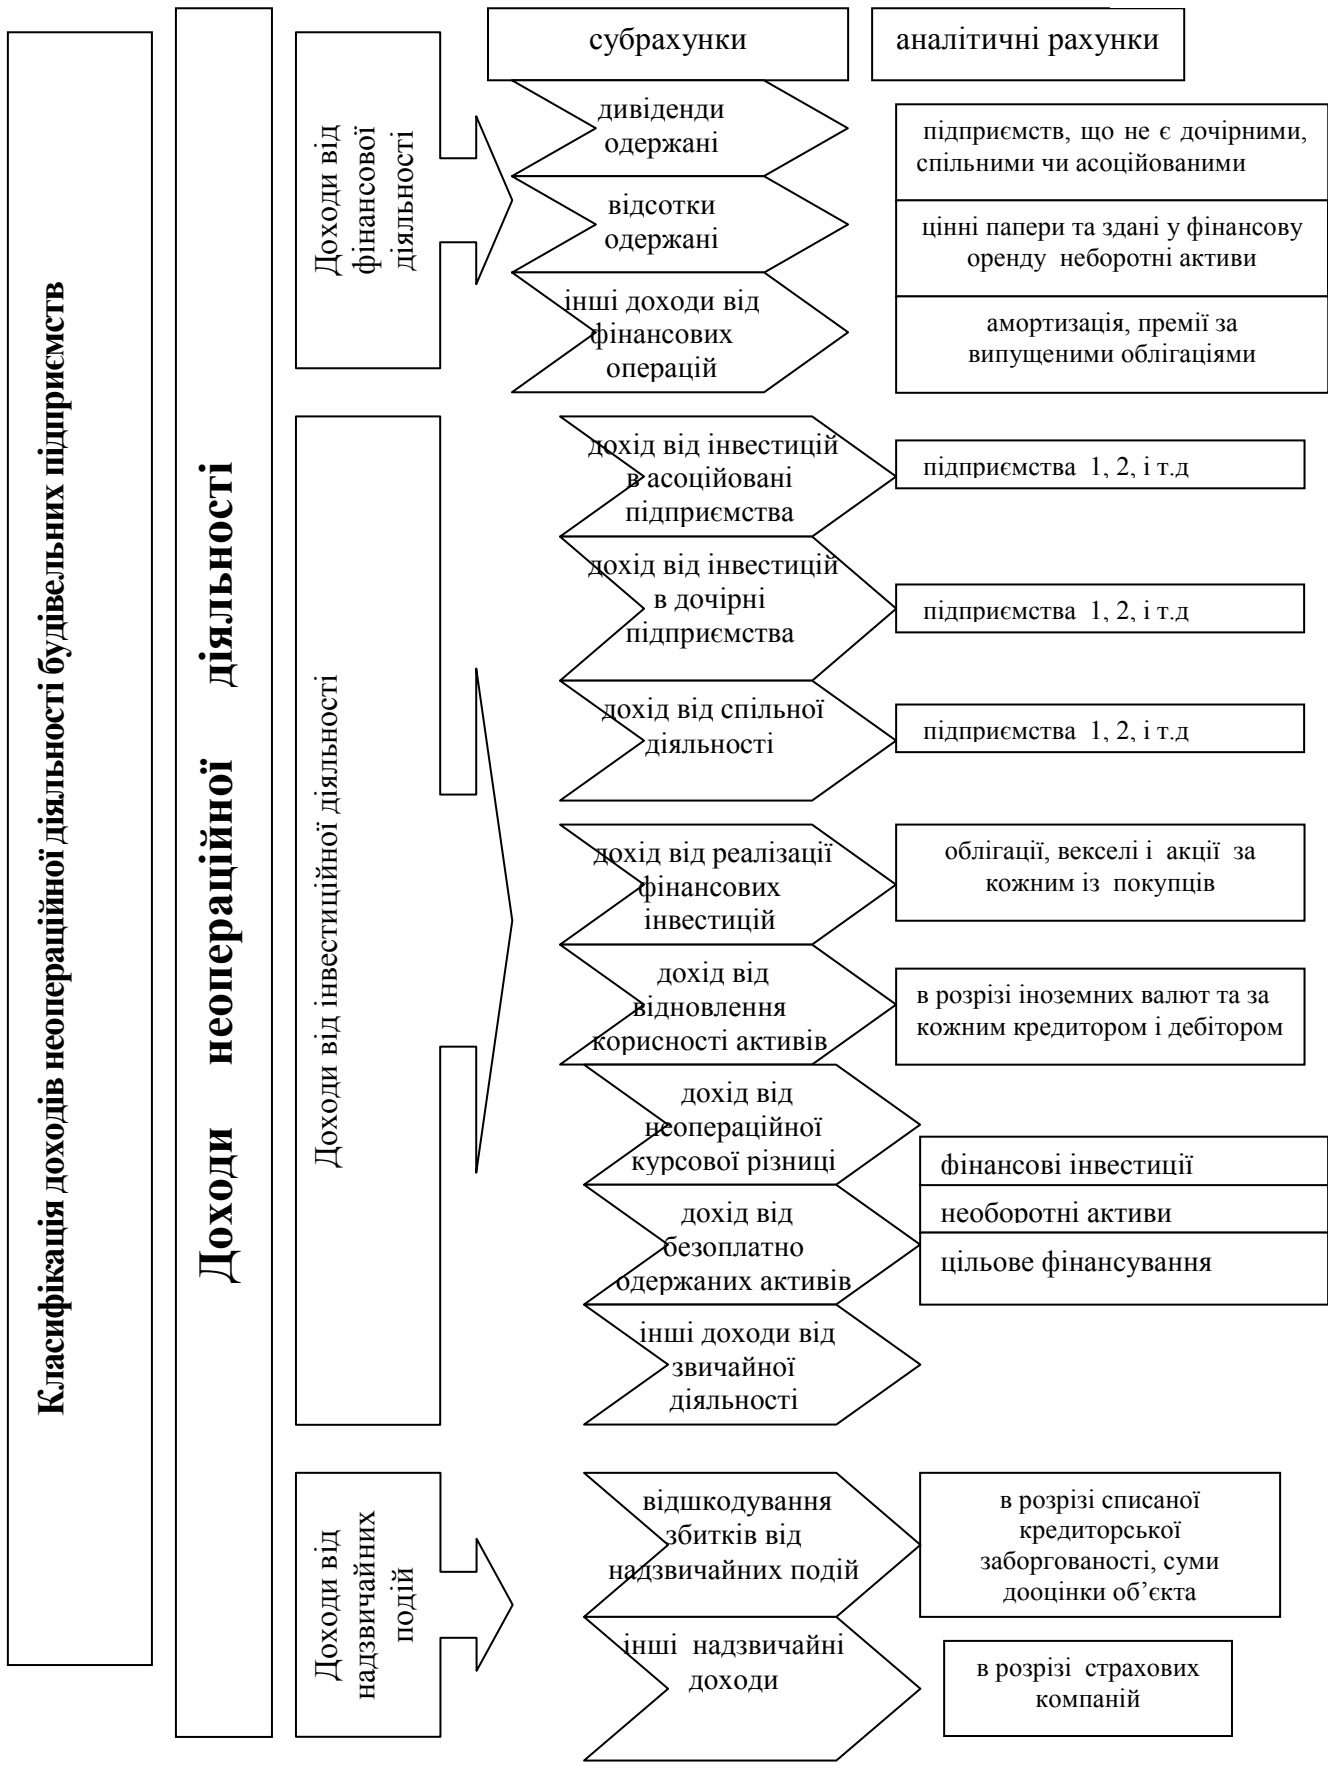 Класифікація доходів неопераційної діяльності будівельних підприємств
Доходи неопераційної діяльності
субрахунки
аналітичні рахунки
Доходи від
фінансової
діяльності
дивіденди
одержані
підприємств, що не є дочірними,
спільними чи асоційованими
відсотки
одержані
цінні папери та здані у фінансову
оренду неборотні активи
інші доходи від
фінансових
операцій
амортизація, премії за
випущеними облігаціями
Доходи від інвестиційної діяльності
дохід від інвестицій
в асоційовані
підприємства
підприємства 1, 2, і т.д
дохід від інвестицій
в дочірні
підприємства
підприємства 1, 2, і т.д
дохід від спільної
діяльності
підприємства 1, 2, і т.д
дохід від реалізації
фінансових
інвестицій
облігації, векселі і акції за
кожним із покупців
дохід від
відновлення
корисності активів
в розрізі іноземних валют та за
кожним кредитором і дебітором
дохід від
неопераційної
курсової різниці
фінансові інвестиції
необоротні активи
цільове фінансування
дохід від
безоплатно
одержаних активів
інші доходи від
звичайної
діяльності
Доходи від
надзвичайних
подій
відшкодування
збитків від
надзвичайних подій
в розрізі списаної
кредиторської
заборгованості, суми
дооцінки об’єкта
інші надзвичайні
доходи
в розрізі страхових
компаній